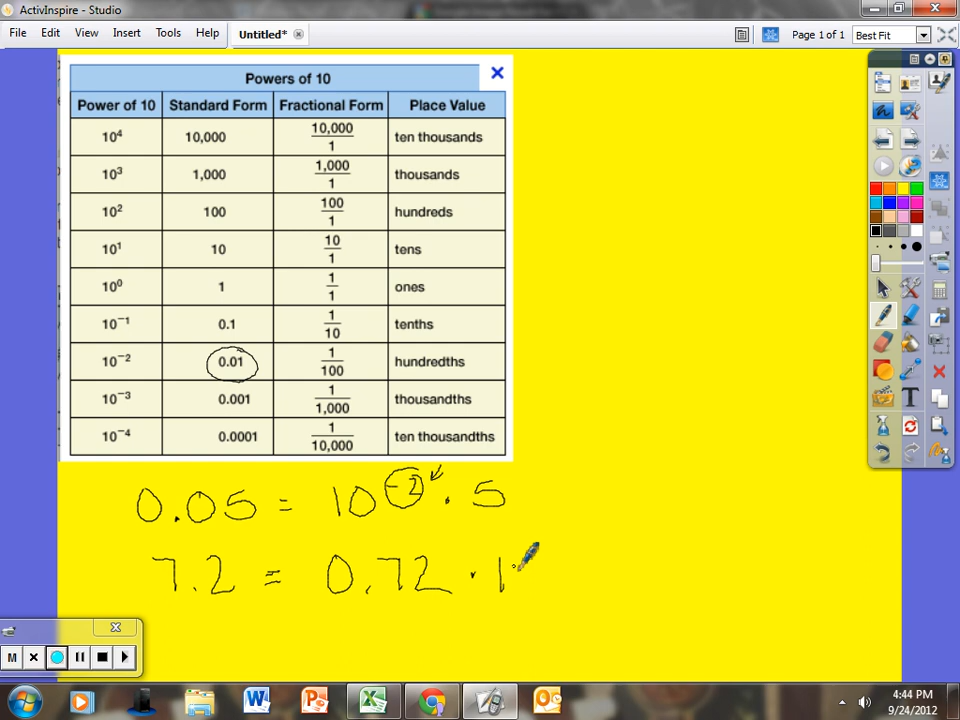 ActivInspire - Studio
File Edit View Insert Tools Help Untitled* Page 1 of 1 Best Fit
Powers of 10
Power of 10 Standard Form Fractional Form Place Value
10⁴ 10,000 10,000/1 ten thousands
10³ 1,000 1,000/1 thousands
10² 100 100/1 hundreds
10¹ 10 10/1 tens
10⁰ 1 1/1 ones
10⁻¹ 0.1 1/10 tenths
10⁻² 0.01 1/100 hundredths
10⁻³ 0.001 1/1,000 thousandths
10⁻⁴ 0.0001 1/10,000 ten thousandths
0.05 = 10⁻² · 5
7.2 = 0.72 · 1
M
4:44 PM
9/24/2012